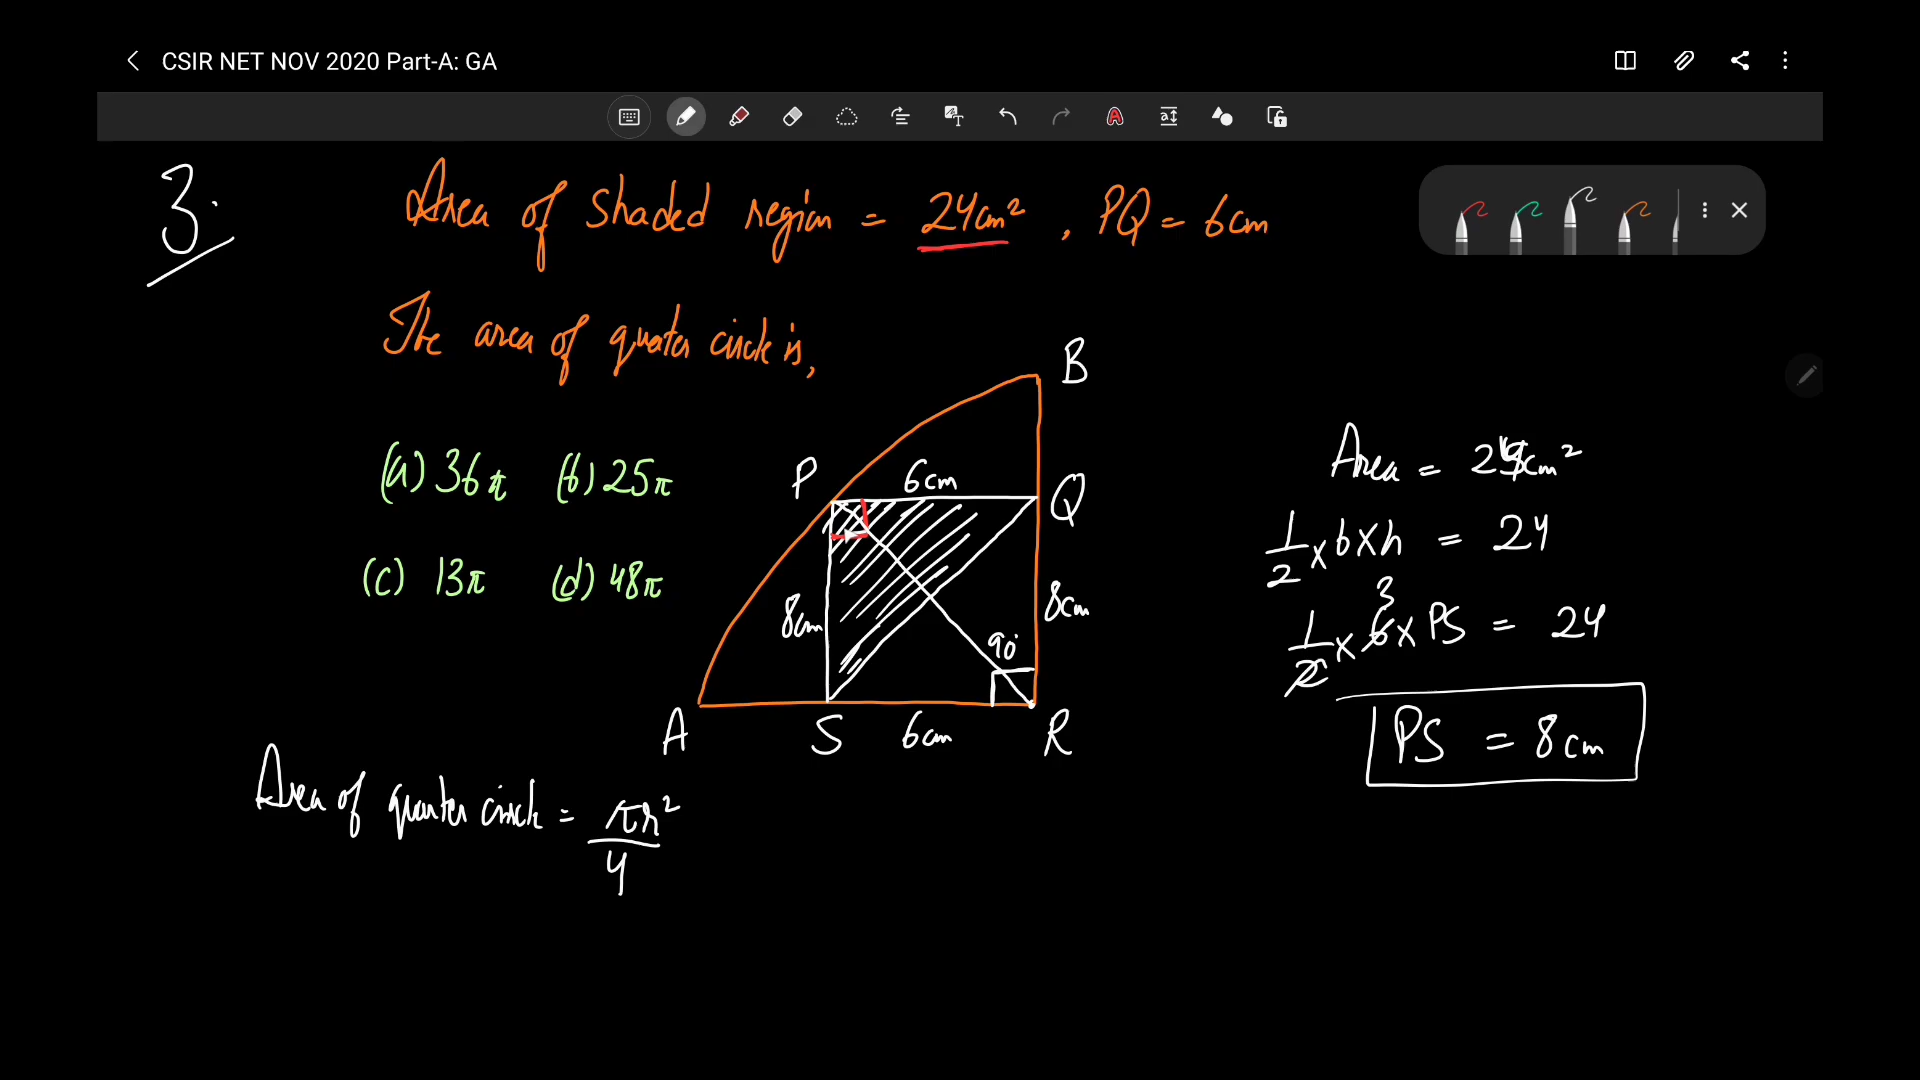 CSIR NET NOV 2020 Part-A: GA
3.
Area of shaded region = 24cm², PQ = 6cm
The area of quater circle is,
(a) 36π (b) 25π
(c) 13π (d) 48π
B
P 6cm Q
8cm 8cm
90°
A S 6cm R
Area = 24cm²
1/2 × b × h = 24
1/2 × 6 × PS = 24
3
PS = 8cm
Area of quarter circle = πr²/4